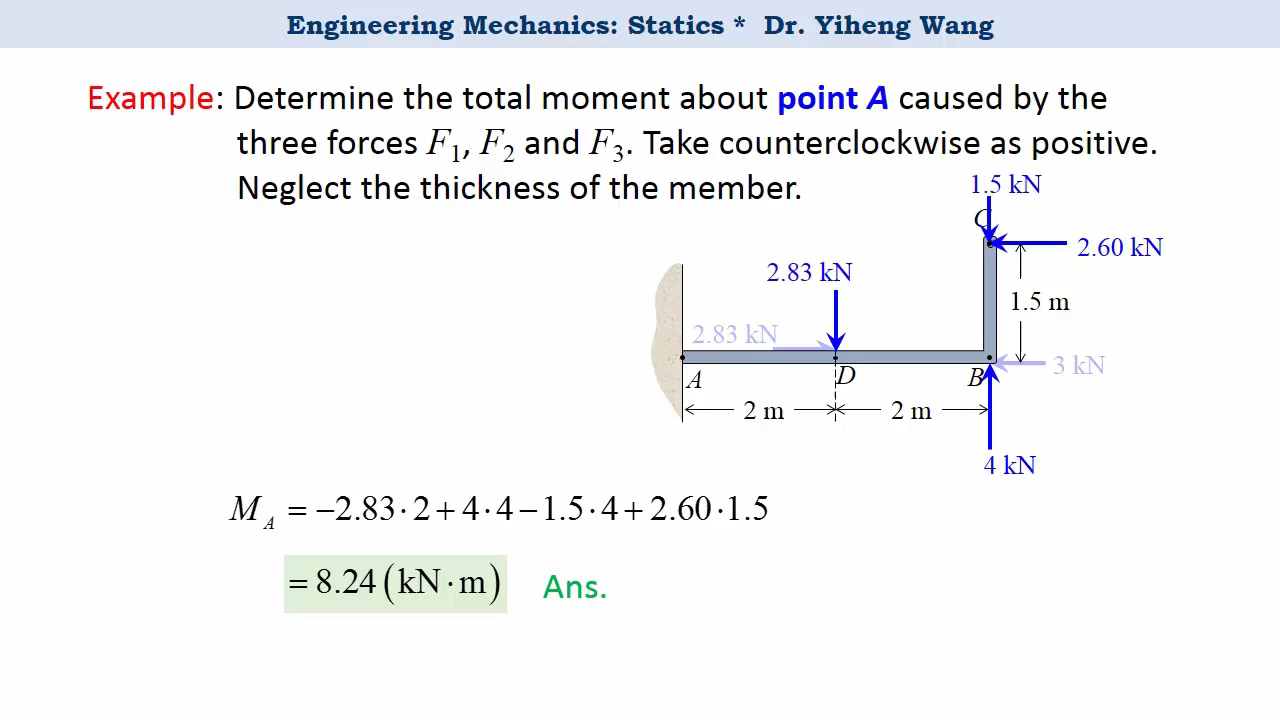 Engineering Mechanics: Statics * Dr. Yiheng Wang
Example: Determine the total moment about point A caused by the
three forces F₁, F₂ and F₃. Take counterclockwise as positive.
Neglect the thickness of the member.
1.5 kN
C
2.60 kN
2.83 kN
1.5 m
2.83 kN
3 kN
A
D
B
2 m
2 m
4 kN
M_A = −2.83·2 + 4·4 − 1.5·4 + 2.60·1.5
= 8.24 (kN·m) Ans.